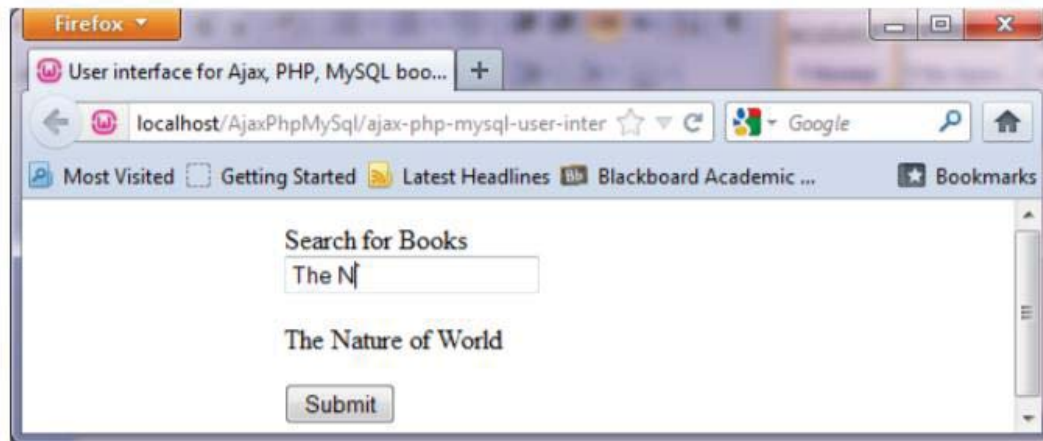 Firefox
User interface for Ajax, PHP, MySQL boo... +
localhost/AjaxPhpMySql/ajax-php-mysql-user-inter Google
Most Visited Getting Started Latest Headlines Bb Blackboard Academic ... Bookmarks
Search for Books
The N
The Nature of World
Submit